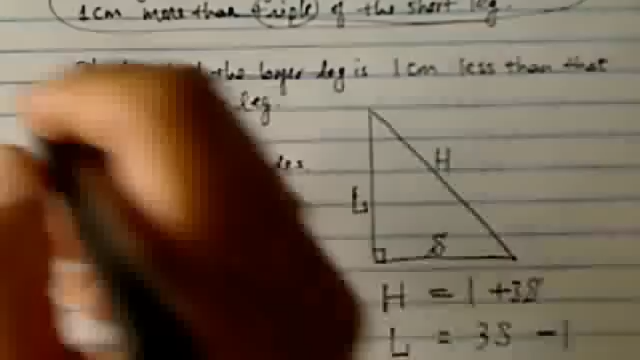 1 cm more than triple of the short leg.
the longer leg is 1 cm less than that
leg.
H
L
S
H = 1 + 3S
L = 3S - 1